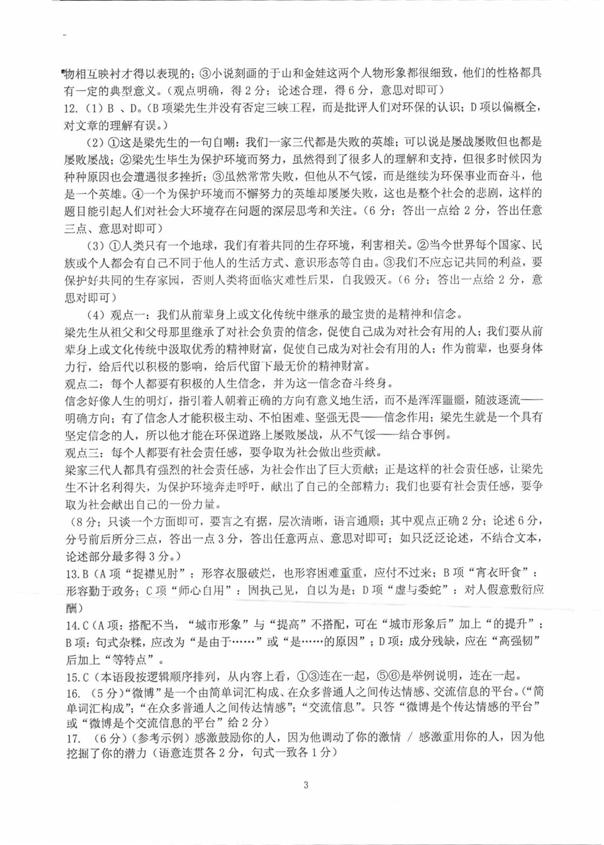 物相互映衬才得以表现的；③小说刻画的于山和金娃这两个人物形象都很细致，他们的性格都具
有一定的典型意义。（观点明确，得２分；论述合理，得６分，意思对即可）
12.（1）B 、D。（B 项梁先生并没有否定三峡工程，而是批评人们对环保的认识；D 项以偏概全，
对文章的理解有误。）
（2）①这是梁先生的一句自嘲：我们一家三代都是失败的英雄；可以说是屡战屡败但也都是
屡败屡战；②梁先生毕生为保护环境而努力，虽然得到了很多人的理解和支持，但很多时候因为
种种原因也会遭遇很多挫折；③虽然常常失败，但他从不气馁，而是继续为环保事业而奋斗，他
是一个英雄。④一个为保护环境而不懈努力的英雄却屡屡失败，这也是整个社会的悲剧，这样的
题目能引起人们对社会大环境存在问题的深层思考和关注。（6 分；答出一点给 2 分，答出任意
三点、意思对即可）
（3）①人类只有一个地球，我们有着共同的生存环境，利害相关。②当今世界每个国家、民
族或个人都会有自己不同于他人的生活方式、意识形态等自由。③我们不应忘记共同的利益，要
保护好共同的生存家园，否则人类将面临灾难性后果，自我毁灭。（6 分；答出一点给 2 分，意
思对即可）
（4）观点一：我们从前辈身上或文化传统中继承的最宝贵的是精神和信念。
梁先生从祖父和父母那里继承了对社会负责的信念，促使自己成为对社会有用的人；我们要从前
辈身上或文化传统中汲取优秀的精神财富，促使自己成为对社会有用的人；作为前辈，也要身体
力行，给后代以积极的影响，给后代留下最无价的精神财富。
观点二：每个人都要有积极的人生信念，并为这一信念奋斗终身。
信念好像人生的明灯，指引着人朝着正确的方向有意义地生活，而不是浑浑噩噩，随波逐流——
明确方向；有了信念人才能积极主动、不怕困难、坚强无畏——信念作用；梁先生就是一个具有
坚定信念的人，所以他才能在环保道路上屡败屡战，从不气馁——结合事例。
观点三：每个人都要有社会责任感，要争取为社会做出些贡献。
梁家三代人都具有强烈的社会责任感，为社会作出了巨大贡献；正是这样的社会责任感，让梁先
生不计名利得失，为保护环境奔走呼吁，献出了自己的全部精力；我们也要有社会责任感，要争
取为社会献出自己的一份力量。
（8 分；只谈一个方面即可，要言之有据，层次清晰，语言通顺；其中观点正确 2 分；论述 6 分，
分号前后所分三点，答出一点 3 分，答出任意两点、意思对即可；如只泛泛论述，不结合文本，
论述部分最多得 3 分。）
13.B（A 项“捉襟见肘”：形容衣服破烂，也形容困难重重，应付不过来；B 项“宵衣旰食”：
形容勤于政务；C 项“师心自用”：固执己见，自以为是；D 项“虚与委蛇”：对人假意敷衍应
酬）
14.C（A 项：搭配不当，“城市形象”与“提高”不搭配，可在“城市形象后”加上“的提升”；
B 项：句式杂糅，应改为“是由于……”或“是……的原因”；D 项：成分残缺，应在“高强韧”
后加上“等特点”。
15.C（本语段按逻辑顺序排列，从内容上看，①③连在一起，⑤⑥是举例说明，连在一起。
16.（5 分）“微博”是一个由简单词汇构成、在众多普通人之间传达情感、交流信息的平台。（“简
单词汇构成”；“在众多普通人之间传达情感”；“交流信息”。只答“微博是个传达情感的平台”
或“微博是个交流信息的平台”给 2 分）
17. （6 分）（参考示例）感激鼓励你的人，因为他调动了你的激情 / 感激重用你的人，因为他
挖掘了你的潜力（语意连贯各 2 分，句式一致各 1 分）
3